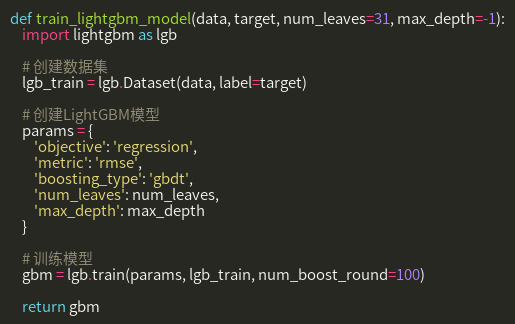 def train_lightgbm_model(data, target, num_leaves=31, max_depth=-1):
import lightgbm as lgb
# 创建数据集
lgb_train = lgb.Dataset(data, label=target)
# 创建LightGBM模型
params = {
'objective': 'regression',
'metric': 'rmse',
'boosting_type': 'gbdt',
'num_leaves': num_leaves,
'max_depth': max_depth
}
# 训练模型
gbm = lgb.train(params, lgb_train, num_boost_round=100)
return gbm